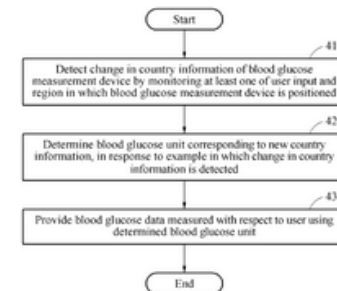 Start
41
Detect change in country information of blood glucose
measurement device by monitoring at least one of user input and
region in which blood glucose measurement device is positioned
42
Determine blood glucose unit corresponding to new country
information, in response to example in which change in country
information is detected
43
Provide blood glucose data measured with respect to user using
determined blood glucose unit
End